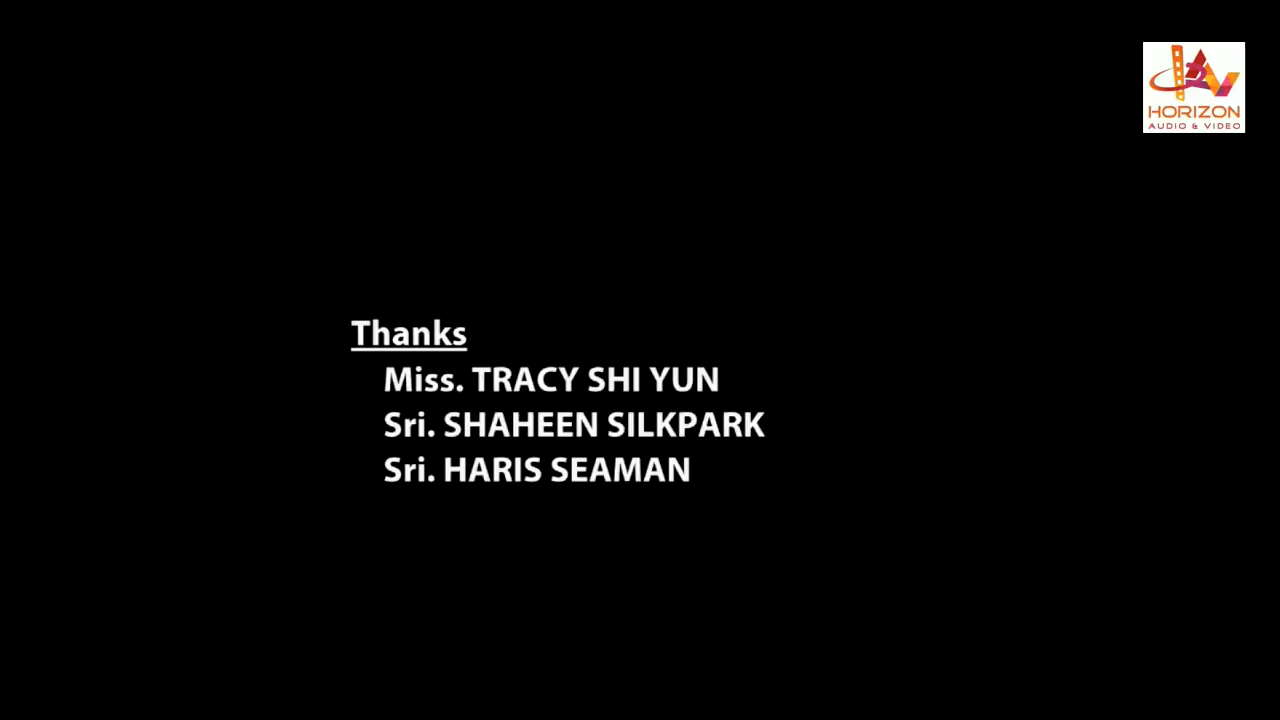 HORIZON
AUDIO & VIDEO
Thanks
Miss. TRACY SHI YUN
Sri. SHAHEEN SILKPARK
Sri. HARIS SEAMAN